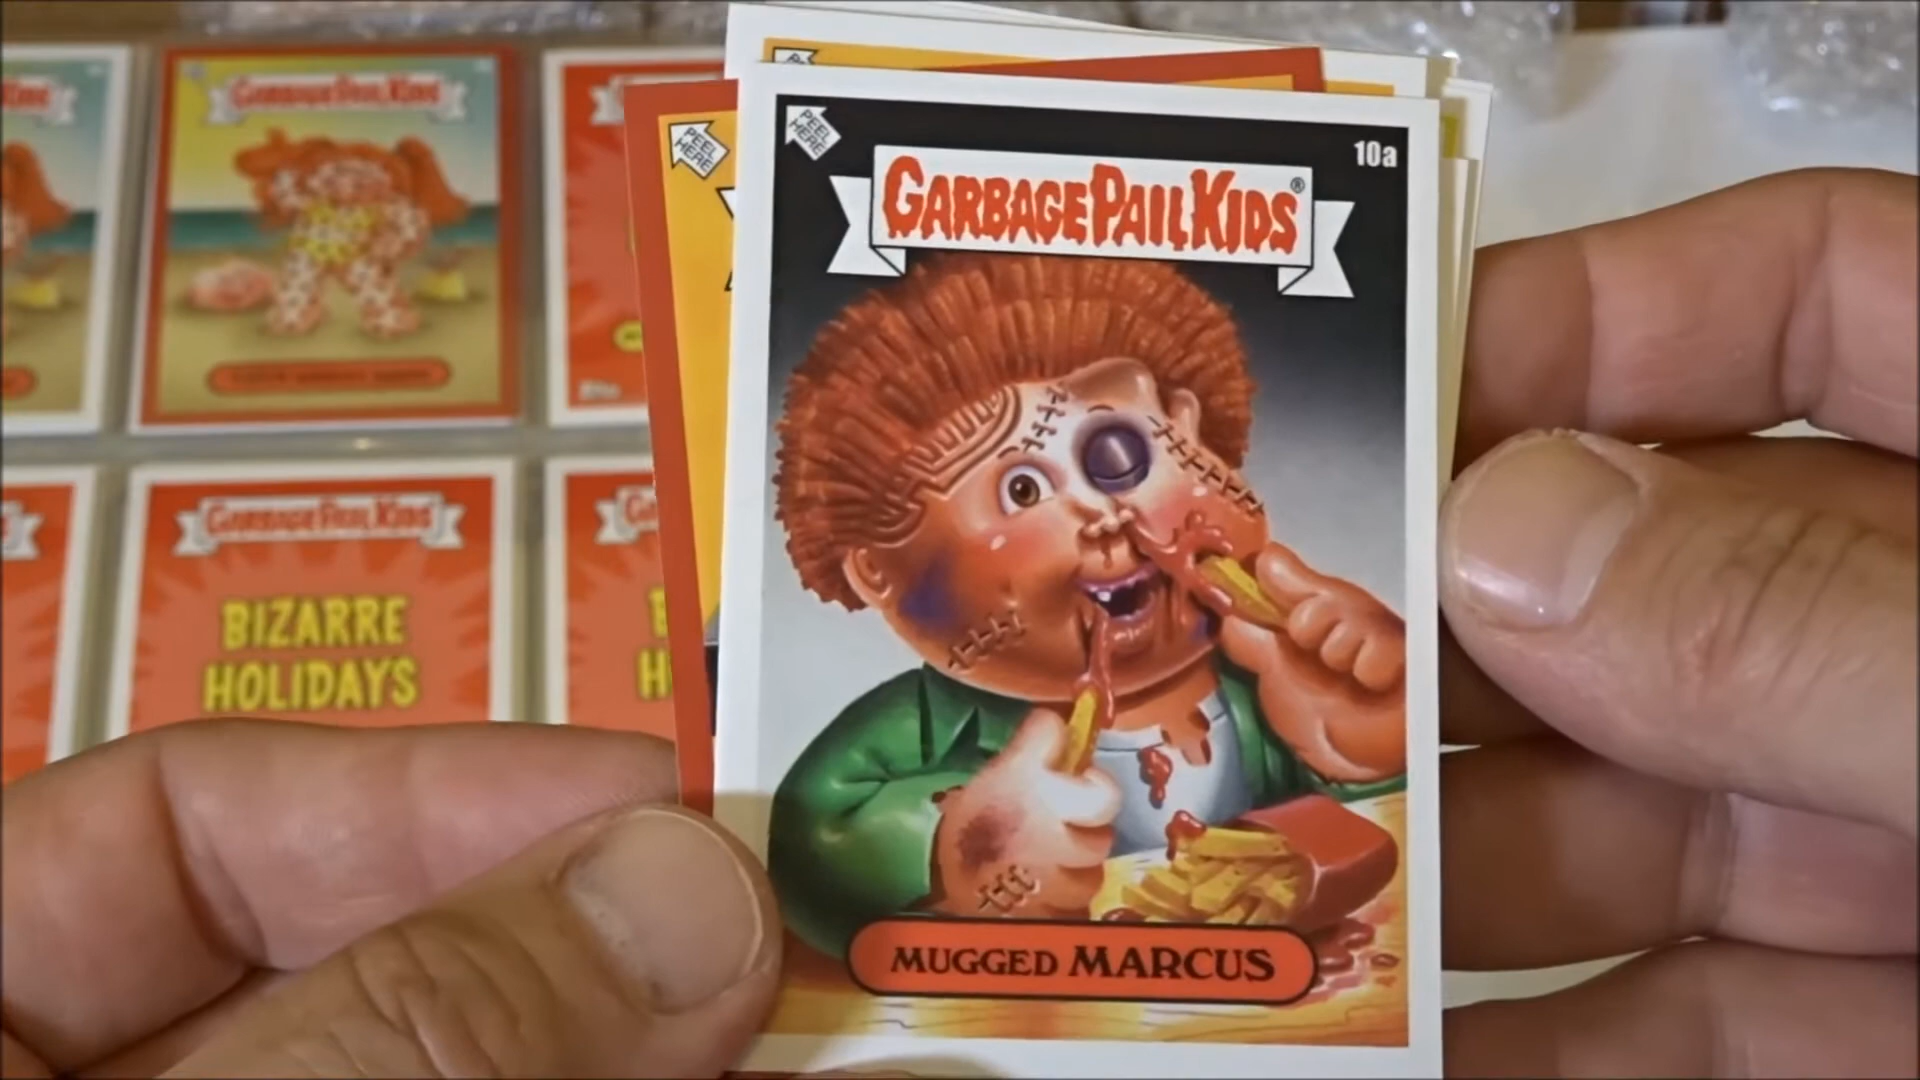 GARBAGE PAIL KIDS
GARBAGE PAIL KIDS
BIZARRE
HOLIDAYS
PEEL
HERE
PEEL
HERE
10a
GARBAGE PAIL KIDS®
MUGGED MARCUS